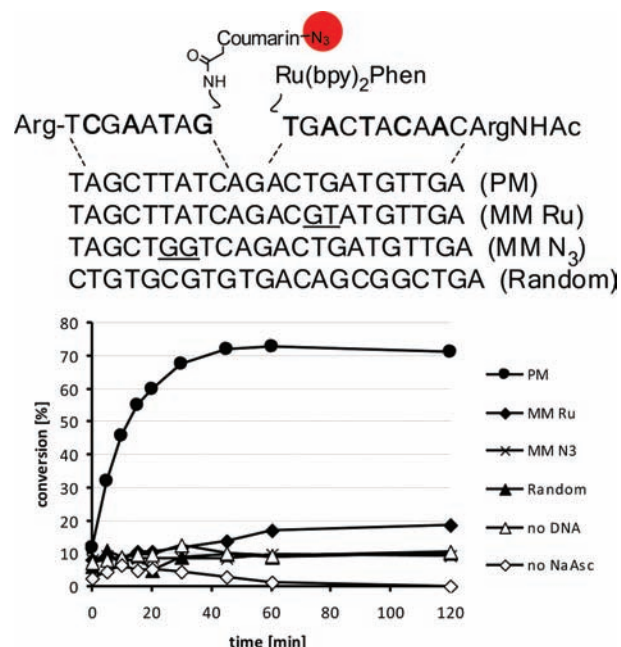 Coumarin-N3
O
NH
Ru(bpy)2Phen
Arg-TCGAATAG TGACTACAACArgNHAc
TAGCTTATCAGACTGATGTTGA (PM)
TAGCTTATCAGACGTATGTTGA (MM Ru)
TAGCTGGTCAGACTGATGTTGA (MM N3)
CTGTGCGTGTGACAGCGGCTGA (Random)
80
70
60
50
40
30
20
10
0
conversion [%]
0 20 40 60 80 100 120
time [min]
PM
MM Ru
MM N3
Random
no DNA
no NaAsc